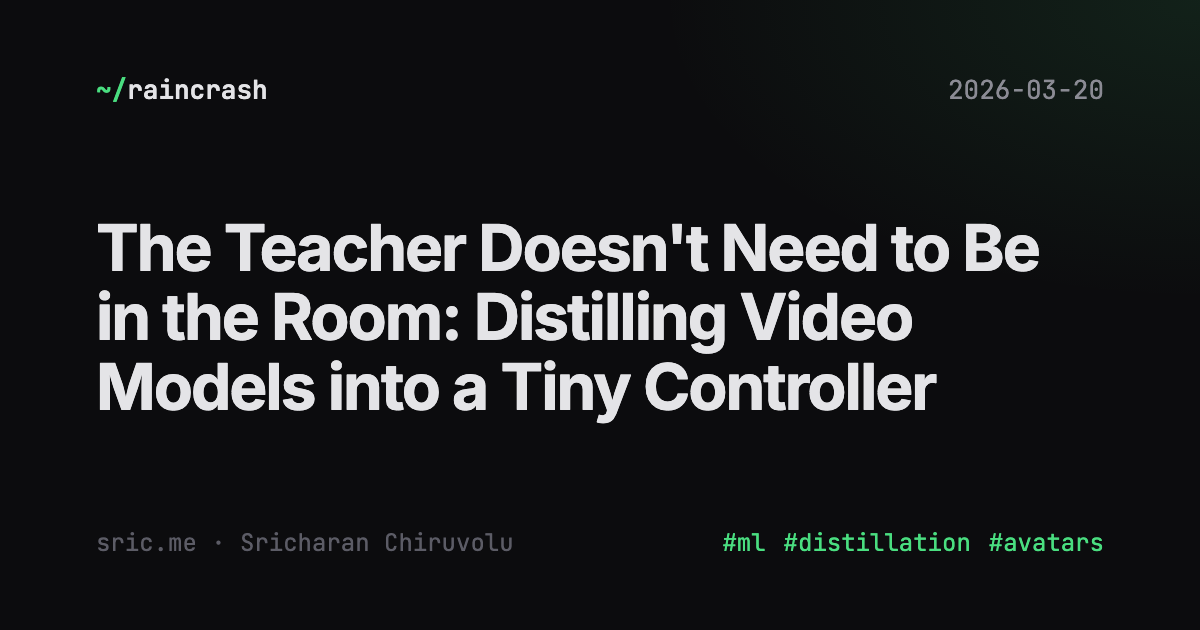 ~/raincrash
2026-03-20
The Teacher Doesn't Need to Be
in the Room: Distilling Video
Models into a Tiny Controller
sric.me · Sricharan Chiruvolu
#ml #distillation #avatars